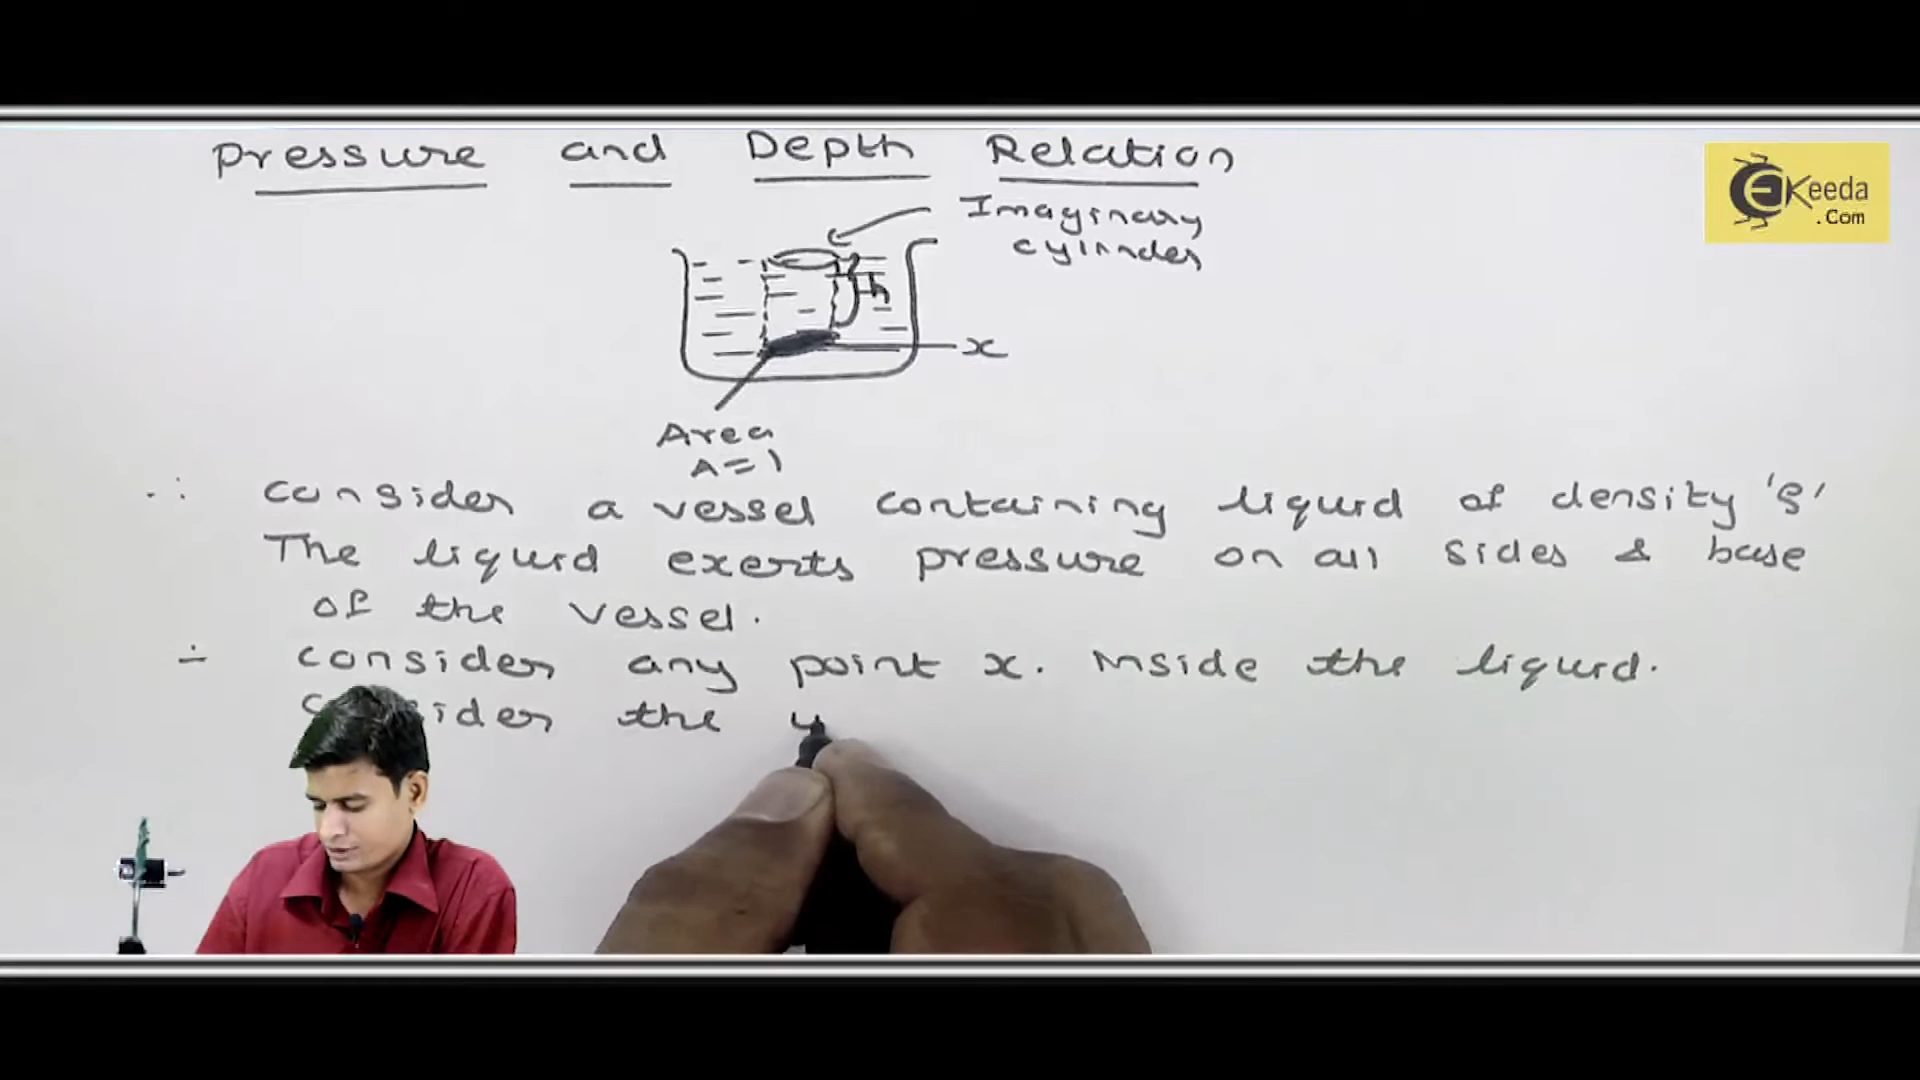 Pressure and Depth Relation
EKeeda
.Com
Imaginary
cylinder
h
x
Area
A=1
∴ consider a vessel containing liquid of density 'ρ'
The liquid exerts pressure on all sides & base
of the vessel.
÷ consider any point x. inside the liquid.
consider the